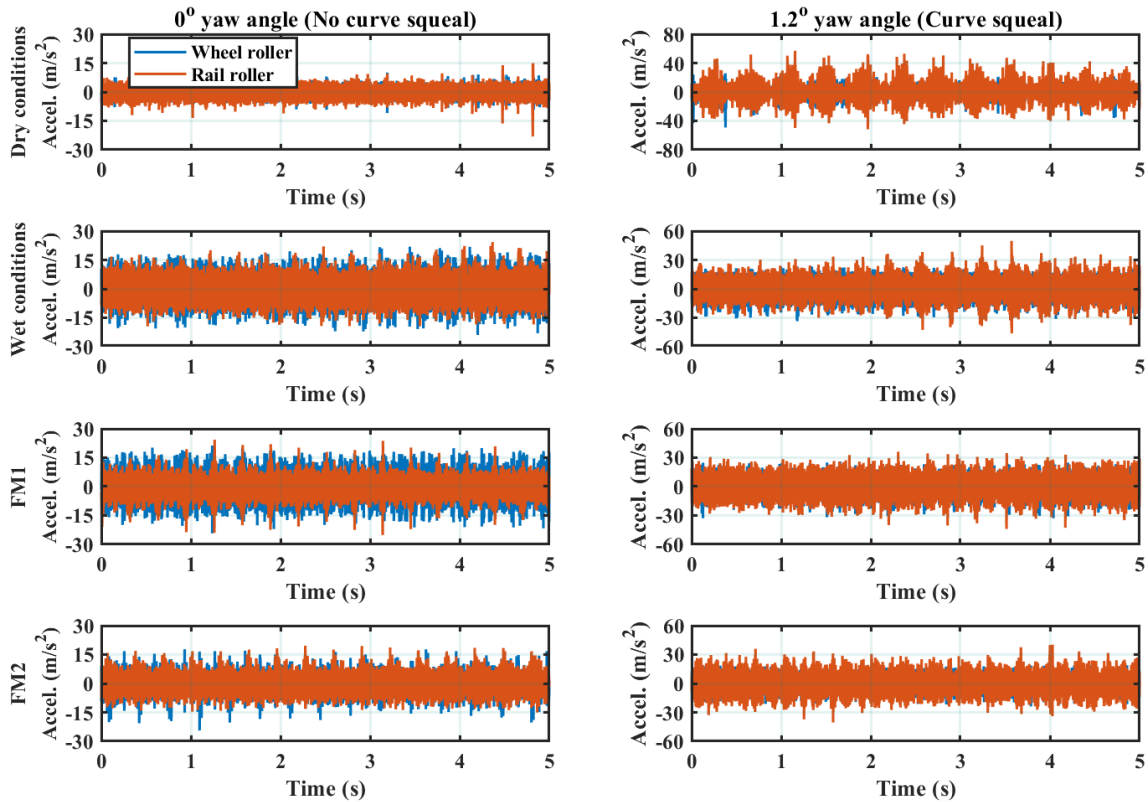 0° yaw angle (No curve squeal)
1.2° yaw angle (Curve squeal)
Dry conditions
Accel. (m/s²)
30
15
0
-15
-30
Wheel roller
Rail roller
0 1 2 3 4 5
Time (s)
Accel. (m/s²)
80
40
0
-40
-80
0 1 2 3 4 5
Time (s)
Wet conditions
Accel. (m/s²)
30
15
0
-15
-30
0 1 2 3 4 5
Time (s)
Accel. (m/s²)
60
30
0
-30
-60
0 1 2 3 4 5
Time (s)
FM1
Accel. (m/s²)
30
15
0
-15
-30
0 1 2 3 4 5
Time (s)
Accel. (m/s²)
60
30
0
-30
-60
0 1 2 3 4 5
Time (s)
FM2
Accel. (m/s²)
30
15
0
-15
-30
0 1 2 3 4 5
Time (s)
Accel. (m/s²)
60
30
0
-30
-60
0 1 2 3 4 5
Time (s)